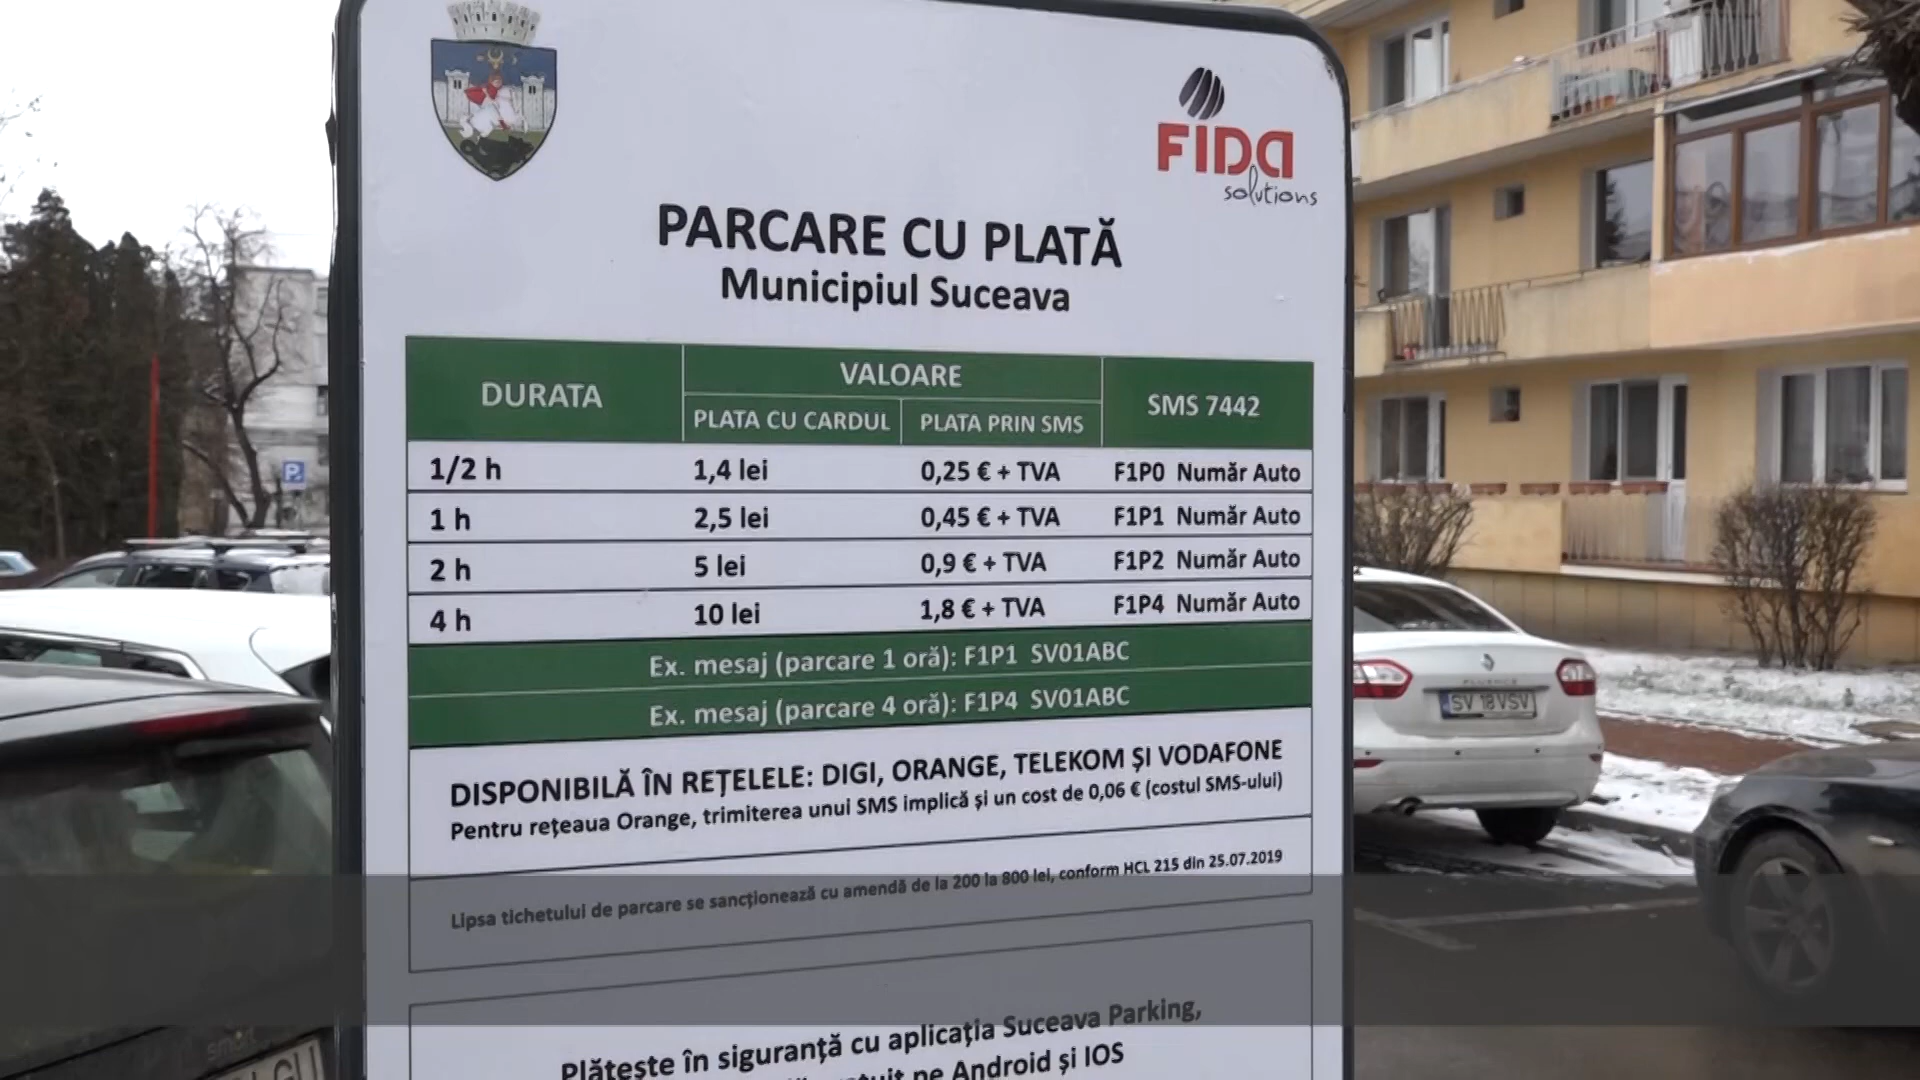 FIDA
solutions
PARCARE CU PLATĂ
Municipiul Suceava
DURATA
VALOARE
PLATA CU CARDUL
PLATA PRIN SMS
SMS 7442
1/2 h 1,4 lei 0,25 € + TVA F1P0 Număr Auto
1 h 2,5 lei 0,45 € + TVA F1P1 Număr Auto
2 h 5 lei 0,9 € + TVA F1P2 Număr Auto
4 h 10 lei 1,8 € + TVA F1P4 Număr Auto
Ex. mesaj (parcare 1 oră): F1P1 SV01ABC
Ex. mesaj (parcare 4 oră): F1P4 SV01ABC
DISPONIBILĂ ÎN REȚELELE: DIGI, ORANGE, TELEKOM ȘI VODAFONE
Pentru rețeaua Orange, trimiterea unui SMS implică și un cost de 0,06 € (costul SMS-ului)
Lipsa tichetului de parcare se sancționează cu amendă de la 200 la 800 lei, conform HCL 215 din 25.07.2019
Plătește în siguranță cu aplicația Suceava Parking,
pe Android și IOS
P
FLUENCE
SV 18 VSV
smart